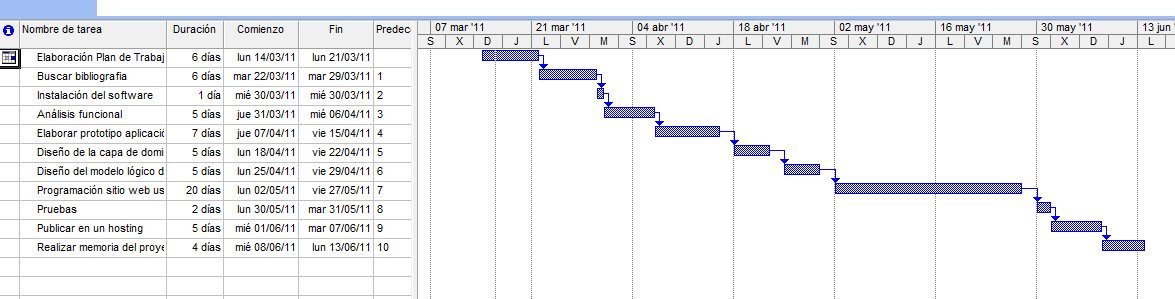 Nombre de tarea Duración Comienzo Fin Predec
07 mar '11 21 mar '11 04 abr '11 18 abr '11 02 may '11 16 may '11 30 may '11 13 jun '
S X D J L V M S X D J L V M S X D J L V M S X D J L
Elaboración Plan de Trabaj 6 días lun 14/03/11 lun 21/03/11
Buscar bibliografia 6 días mar 22/03/11 mar 29/03/11 1
Instalación del software 1 día mié 30/03/11 mié 30/03/11 2
Análisis funcional 5 días jue 31/03/11 mié 06/04/11 3
Elaborar prototipo aplicació 7 días jue 07/04/11 vie 15/04/11 4
Diseño de la capa de domi 5 días lun 18/04/11 vie 22/04/11 5
Diseño del modelo lógico d 5 días lun 25/04/11 vie 29/04/11 6
Programación sitio web us 20 días lun 02/05/11 vie 27/05/11 7
Pruebas 2 días lun 30/05/11 mar 31/05/11 8
Publicar en un hosting 5 días mié 01/06/11 mar 07/06/11 9
Realizar memoria del proye 4 días mié 08/06/11 lun 13/06/11 10